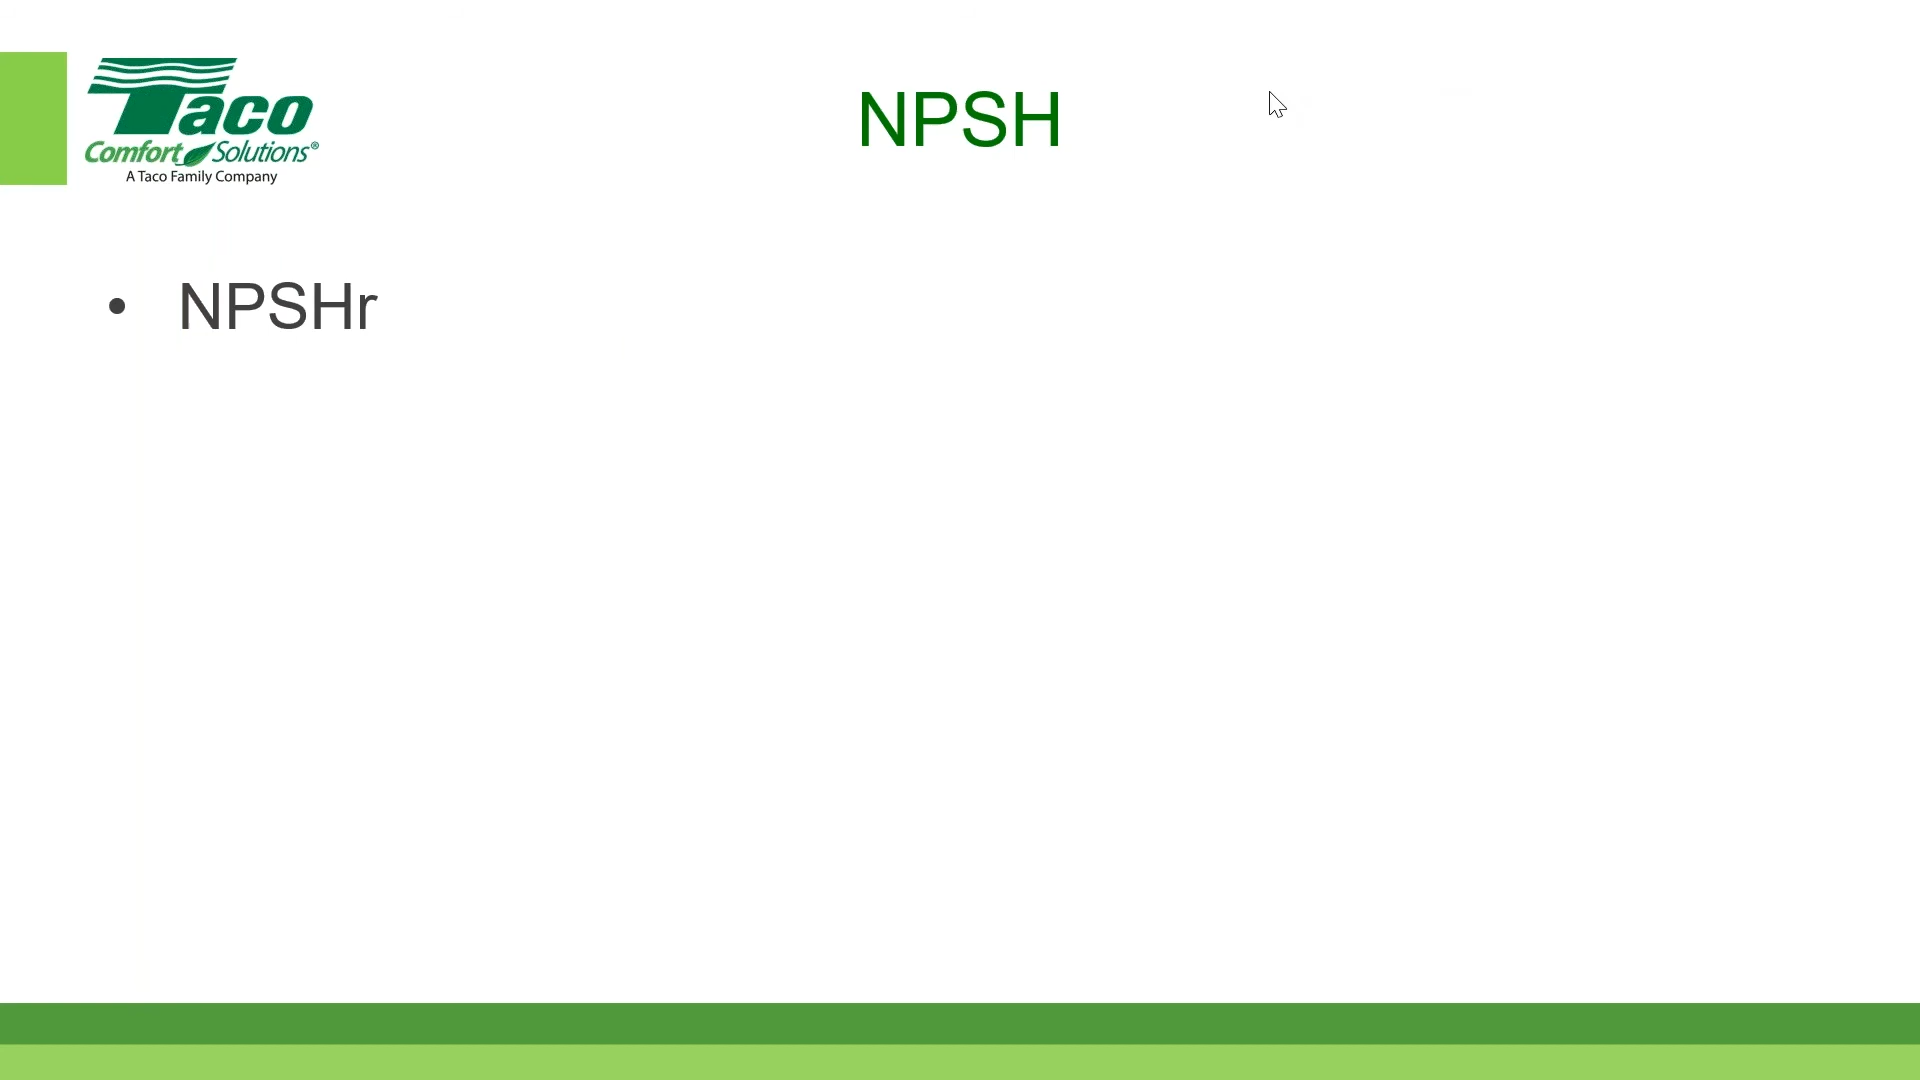 Taco
Comfort Solutions®
A Taco Family Company
NPSH
• NPSHr